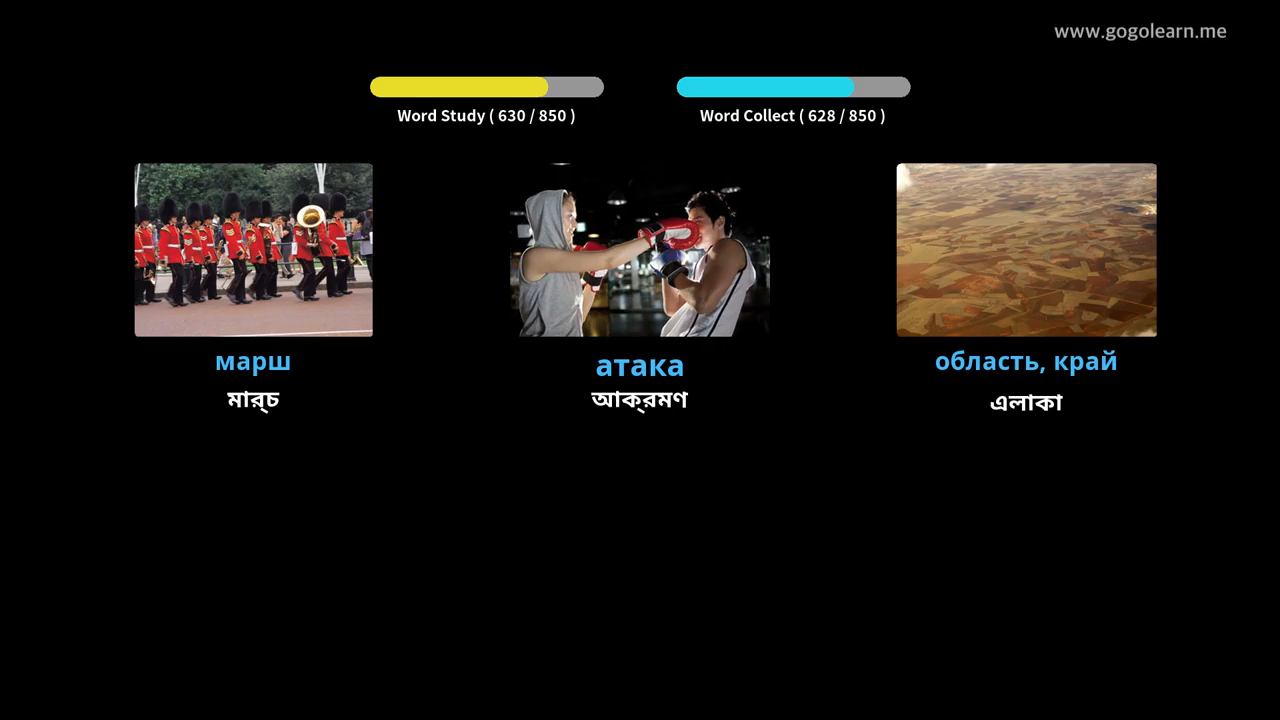 www.gogolearn.me
Word Study ( 630 / 850 )
Word Collect ( 628 / 850 )
марш
атака
область, край
মার্‌চ
আক্‌রমণ
এলাকা